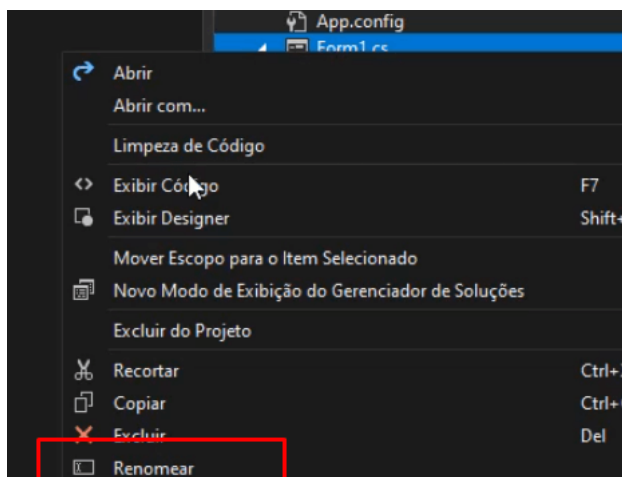 App.config
Form1.cs
Abrir
Abrir com...
Limpeza de Código
Exibir Código F7
Exibir Designer Shift+
Mover Escopo para o Item Selecionado
Novo Modo de Exibição do Gerenciador de Soluções
Excluir do Projeto
Recortar Ctrl+
Copiar Ctrl+
Excluir Del
Renomear